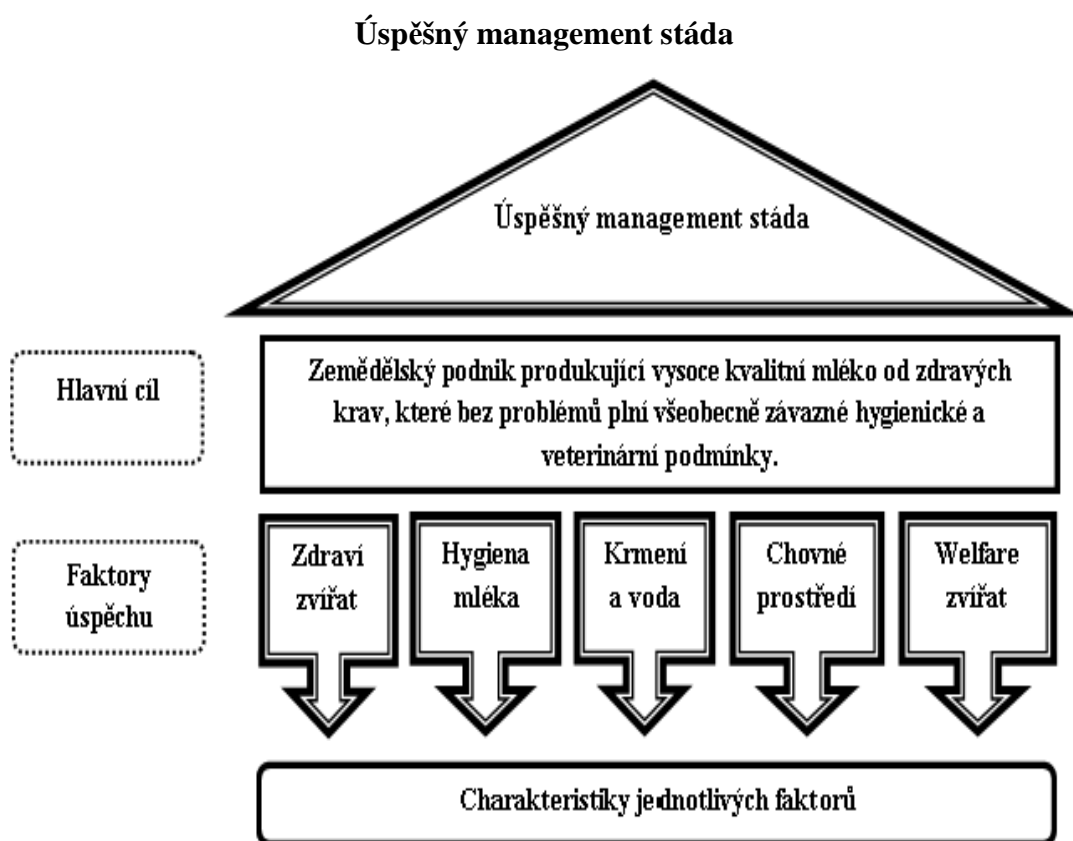 Úspěšný management stáda
Úspěšný management stáda
Hlavní cíl
Zemědělský podnik produkující vysoce kvalitní mléko od zdravých
krav, které bez problémů plní všeobecně závazné hygienické a
veterinární podmínky.
Faktory
úspěchu
Zdraví
zvířat
Hygiena
mléka
Krmení
a voda
Chovné
prostředí
Welfare
zvířat
Charakteristiky jednotlivých faktorů